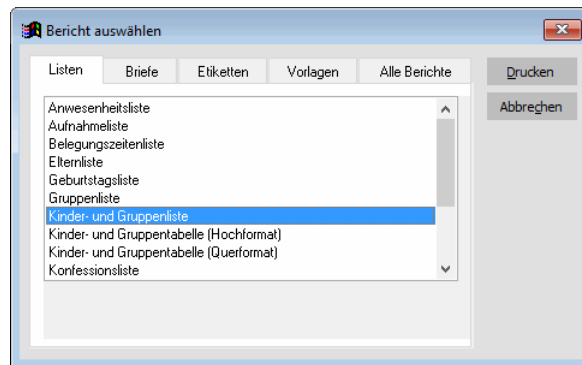 Bericht auswählen
Listen Briefe Etiketten Vorlagen Alle Berichte
Drucken
Abbrechen
Anwesenheitsliste
Aufnahmeliste
Belegungszeitenliste
Elternliste
Geburtstagsliste
Gruppenliste
Kinder- und Gruppenliste
Kinder- und Gruppentabelle (Hochformat)
Kinder- und Gruppentabelle (Querformat)
Konfessionsliste